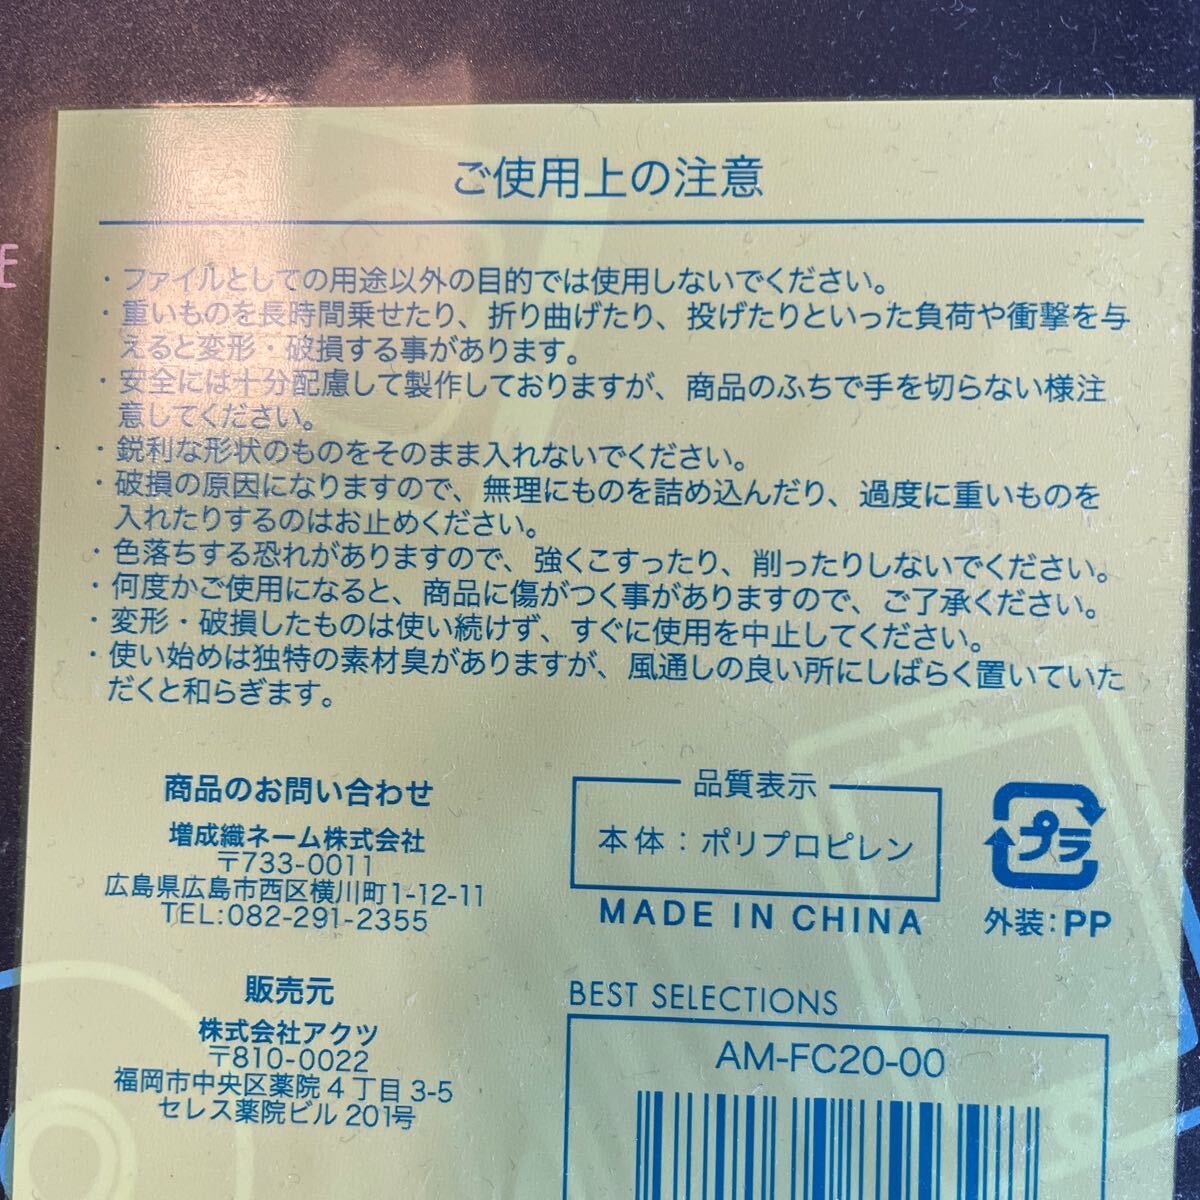 ご使用上の注意
・ファイルとしての用途以外の目的では使用しないでください。
・重いものを長時間乗せたり、折り曲げたり、投げたりといった負荷や衝撃を与
えると変形・破損する事があります。
・安全には十分配慮して製作しておりますが、商品のふちで手を切らない様注
意してください。
・鋭利な形状のものをそのまま入れないでください。
・破損の原因になりますので、無理にものを詰め込んだり、過度に重いものを
入れたりするのはお止めください。
・色落ちする恐れがありますので、強くこすったり、削ったりしないでください。
・何度かご使用になると、商品に傷がつく事がありますので、ご了承ください。
・変形・破損したものは使い続けず、すぐに使用を中止してください。
・使い始めは独特の素材臭がありますが、風通しの良い所にしばらく置いていた
だくと和らぎます。
商品のお問い合わせ
増成織ネーム株式会社
〒733-0011
広島県広島市西区横川町1-12-11
TEL:082-291-2355
販売元
株式会社アクツ
〒810-0022
福岡市中央区薬院4丁目3-5
セレス薬院ビル201号
品質表示
本体：ポリプロピレン
MADE IN CHINA
プラ
外装:PP
BEST SELECTIONS
AM-FC20-00